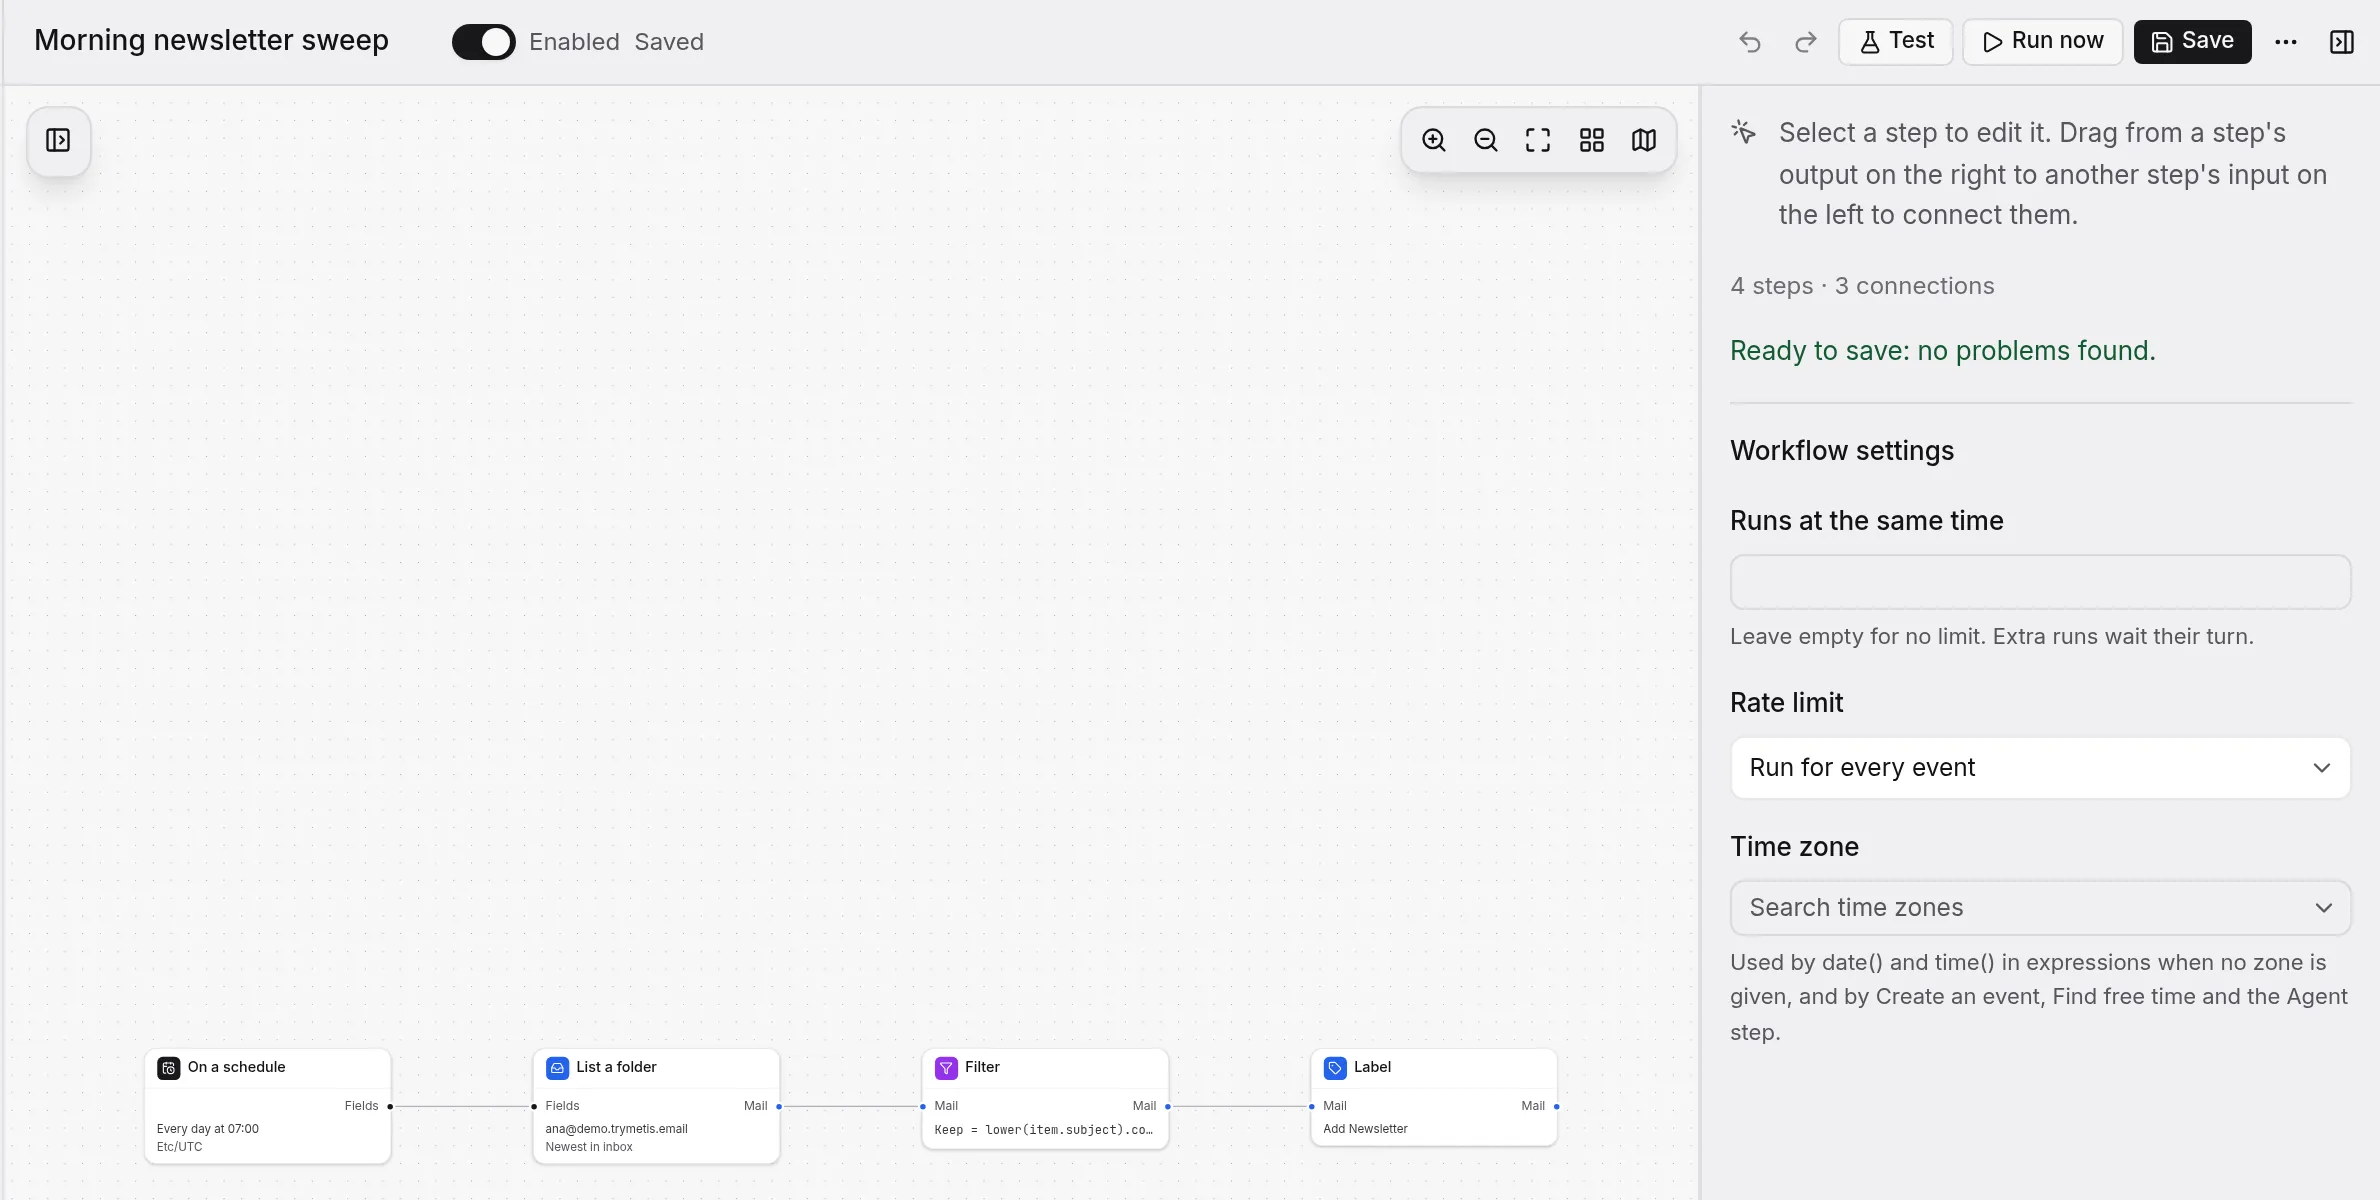 Morning newsletter sweep
Enabled Saved
Test
Run now
Save
Select a step to edit it. Drag from a step's
output on the right to another step's input on
the left to connect them.
4 steps · 3 connections
Ready to save: no problems found.
Workflow settings
Runs at the same time
Leave empty for no limit. Extra runs wait their turn.
Rate limit
Run for every event
Time zone
Search time zones
Used by date() and time() in expressions when no zone is
given, and by Create an event, Find free time and the Agent
step.
On a schedule
Fields
Every day at 07:00
Etc/UTC
List a folder
Fields Mail
ana@demo.trymetis.email
Newest in inbox
Filter
Mail Mail
Keep = lower(item.subject).co…
Label
Mail Mail
Add Newsletter